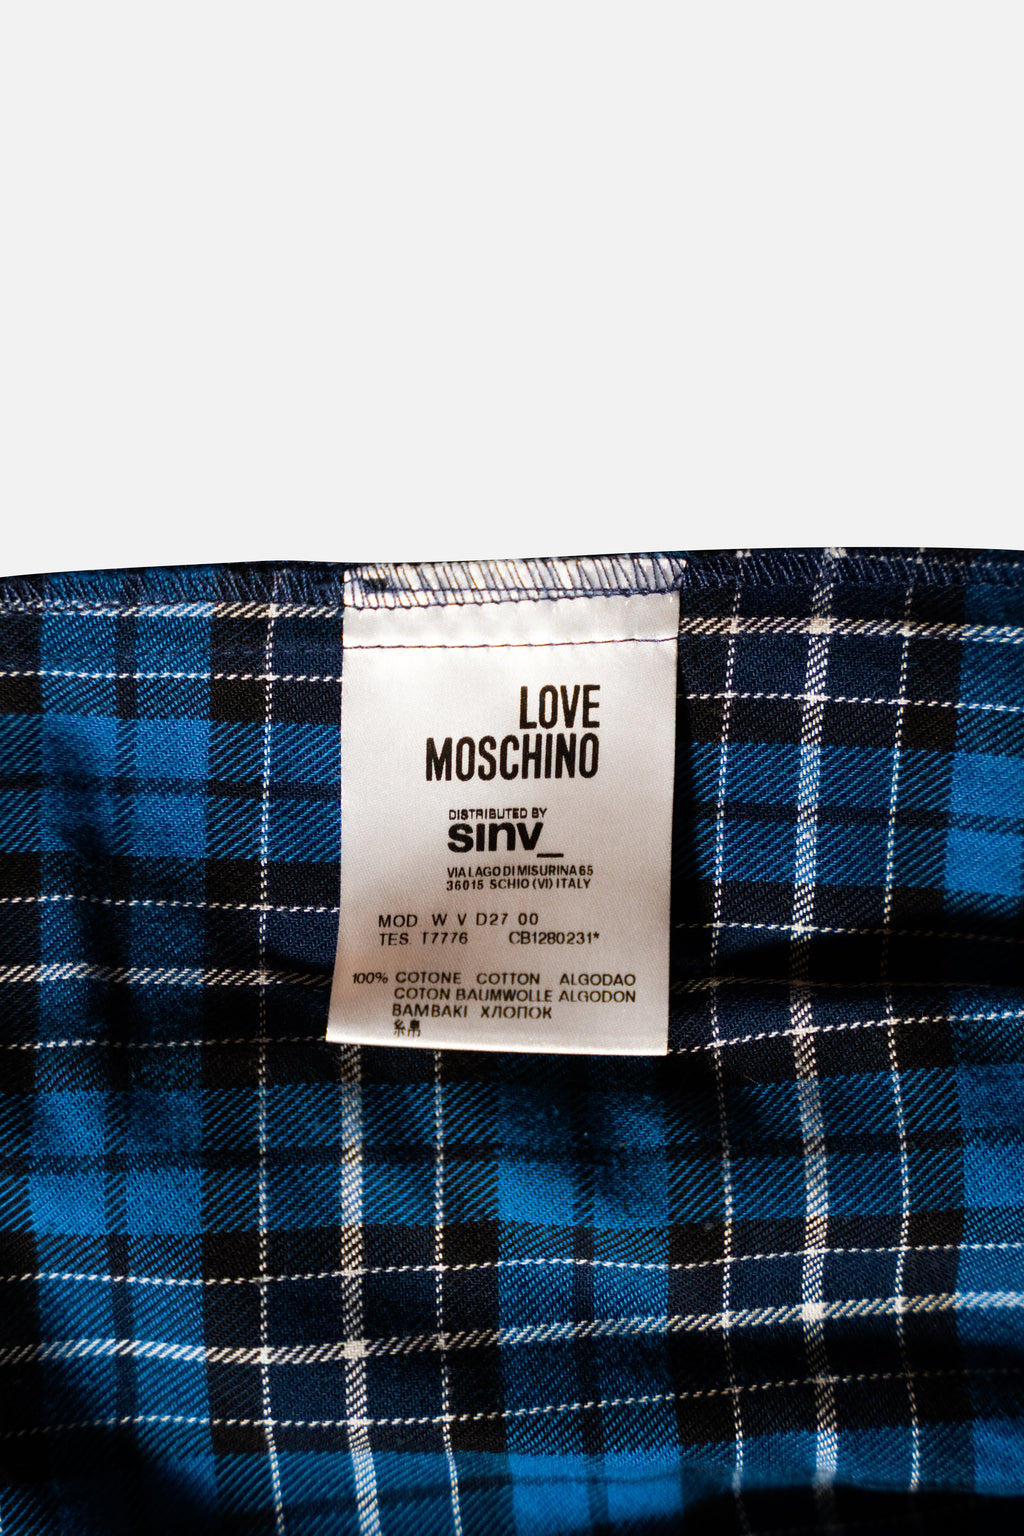 LOVE
MOSCHINO
DISTRIBUTED BY
sinv_
VIA LAGO DI MISURINA 65
36015 SCHIO (VI) ITALY
MOD W V D27 00
TES. T7776 CB1280231*
100% COTONE COTTON ALGODAO
COTON BAUMWOLLE ALGODON
BAMBAKI ХЛОПОК